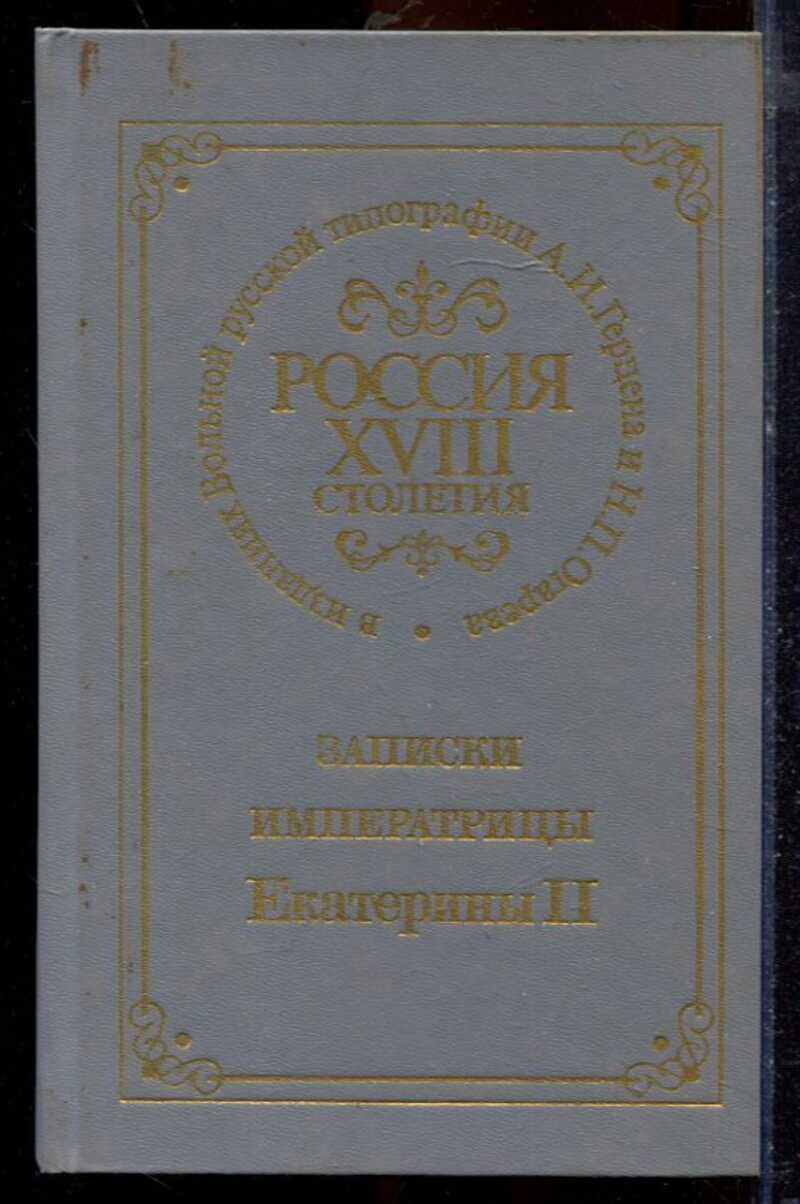 в изданиях Вольной русской типографии А.И.Герцена и Н.П.Огарева
РОССИЯ
XVIII
СТОЛЕТИЯ
ЗАПИСКИ
ИМПЕРАТРИЦЫ
Екатерины II